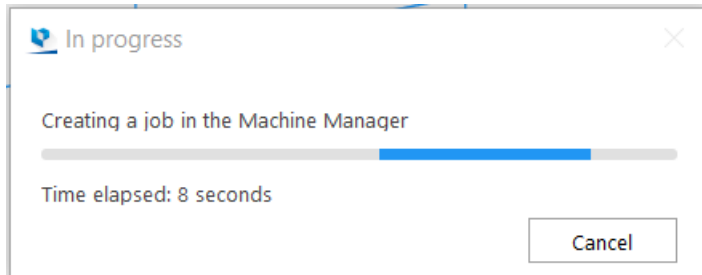 In progress
Creating a job in the Machine Manager
Time elapsed: 8 seconds
Cancel